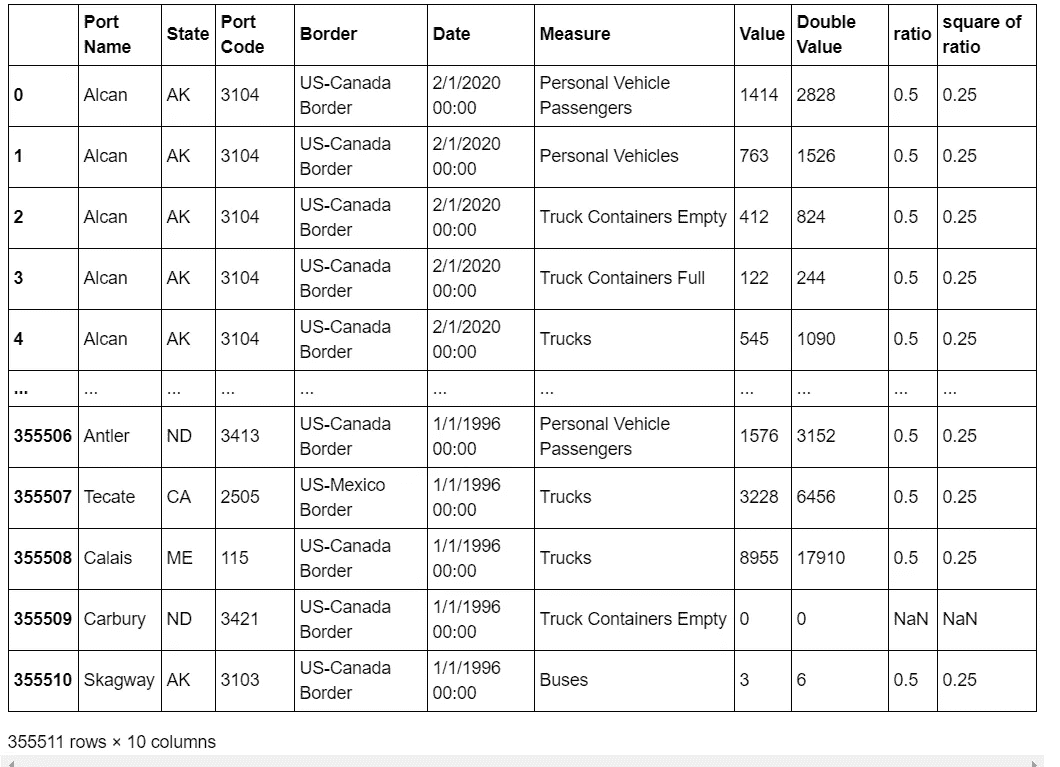 Port Name State Port Code Border Date Measure Value Double Value ratio square of ratio
0 Alcan AK 3104 US-Canada Border 2/1/2020 00:00 Personal Vehicle Passengers 1414 2828 0.5 0.25
1 Alcan AK 3104 US-Canada Border 2/1/2020 00:00 Personal Vehicles 763 1526 0.5 0.25
2 Alcan AK 3104 US-Canada Border 2/1/2020 00:00 Truck Containers Empty 412 824 0.5 0.25
3 Alcan AK 3104 US-Canada Border 2/1/2020 00:00 Truck Containers Full 122 244 0.5 0.25
4 Alcan AK 3104 US-Canada Border 2/1/2020 00:00 Trucks 545 1090 0.5 0.25
... ... ... ... ... ... ... ... ... ... ...
355506 Antler ND 3413 US-Canada Border 1/1/1996 00:00 Personal Vehicle Passengers 1576 3152 0.5 0.25
355507 Tecate CA 2505 US-Mexico Border 1/1/1996 00:00 Trucks 3228 6456 0.5 0.25
355508 Calais ME 115 US-Canada Border 1/1/1996 00:00 Trucks 8955 17910 0.5 0.25
355509 Carbury ND 3421 US-Canada Border 1/1/1996 00:00 Truck Containers Empty 0 0 NaN NaN
355510 Skagway AK 3103 US-Canada Border 1/1/1996 00:00 Buses 3 6 0.5 0.25
355511 rows × 10 columns